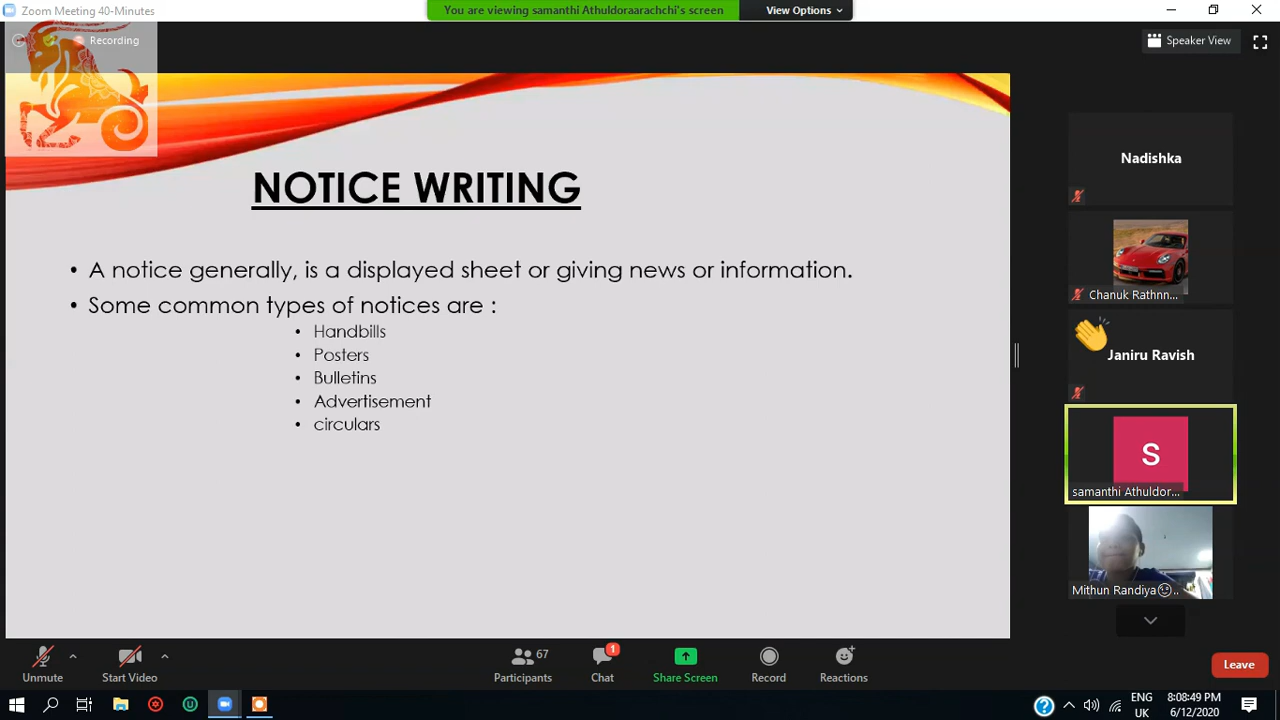 Zoom Meeting 40-Minutes
You are viewing samanthi Athuldoraarachchi's screen
View Options
Recording
Speaker View
NOTICE WRITING
• A notice generally, is a displayed sheet or giving news or information.
• Some common types of notices are :
• Handbills
• Posters
• Bulletins
• Advertisement
• circulars
Nadishka
Chanuk Rathnn...
Janiru Ravish
S
samanthi Athuldor...
Mithun Randiya☹..
Unmute
Start Video
67
Participants
1
Chat
Share Screen
Record
Reactions
Leave
ENG
UK
8:08:49 PM
6/12/2020